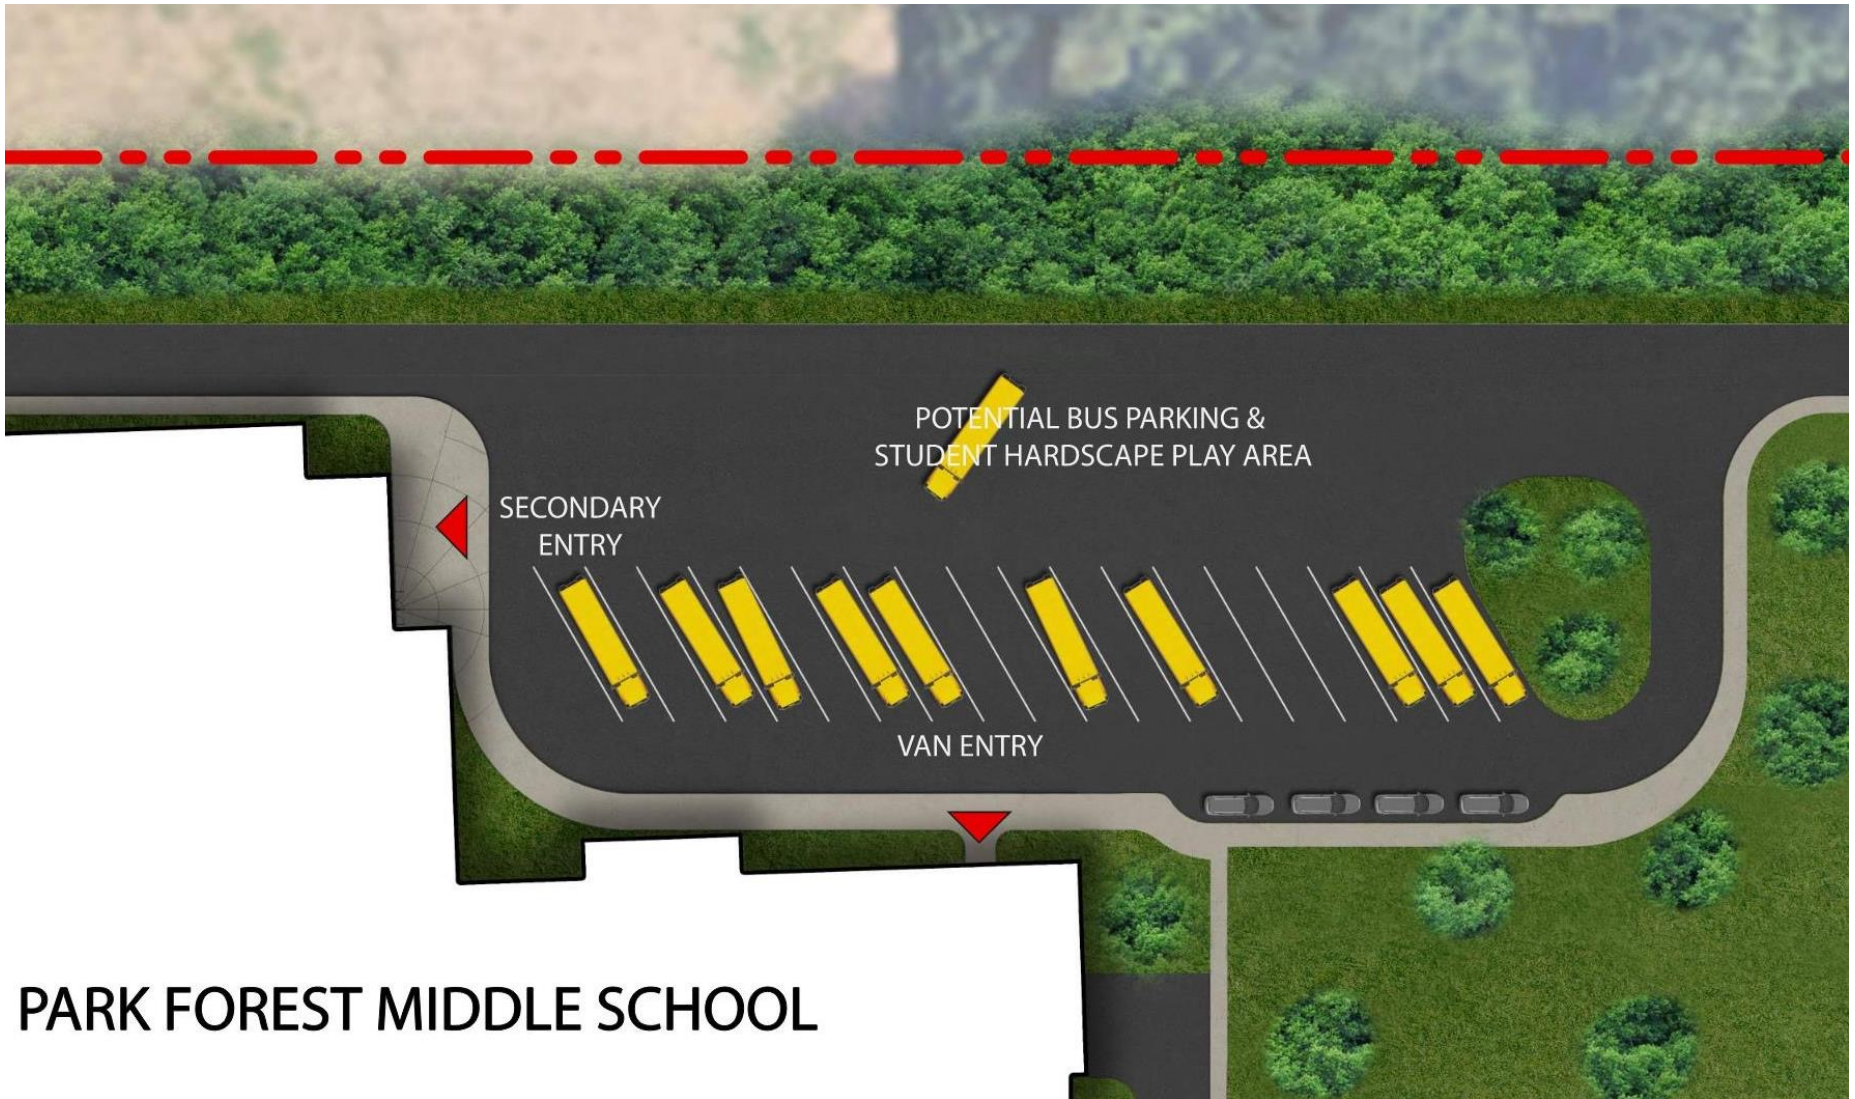 POTENTIAL BUS PARKING &
STUDENT HARDSCAPE PLAY AREA
SECONDARY
ENTRY
VAN ENTRY
PARK FOREST MIDDLE SCHOOL